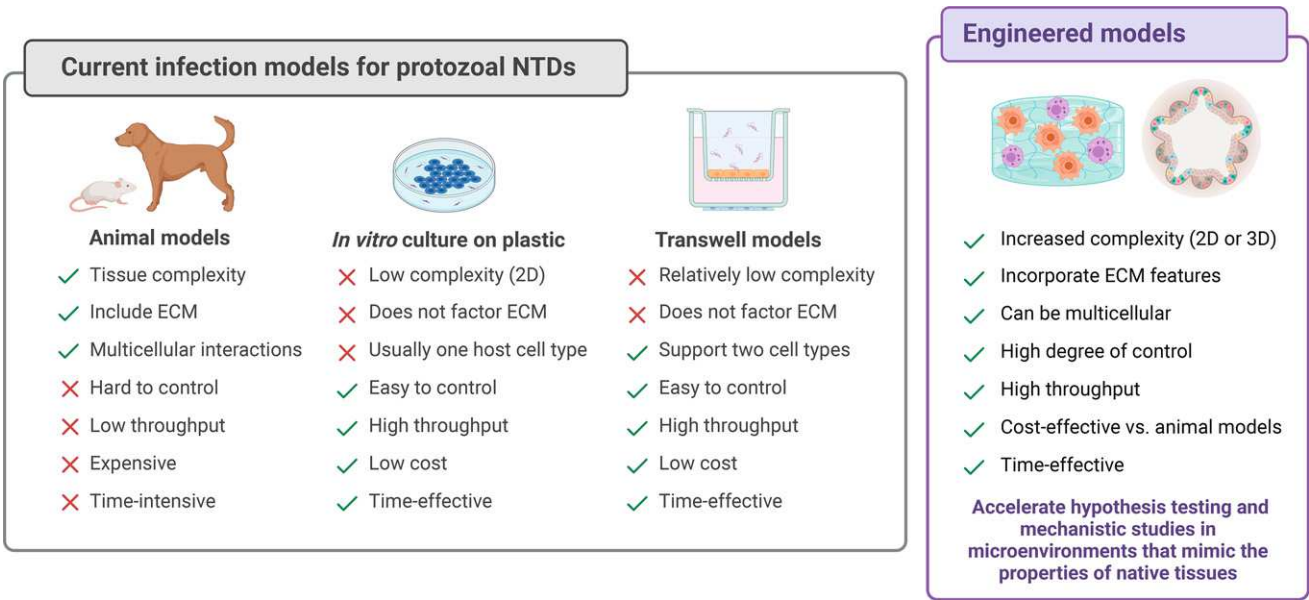 Current infection models for protozoal NTDs
Animal models
Tissue complexity
Include ECM
Multicellular interactions
Hard to control
Low throughput
Expensive
Time-intensive
In vitro culture on plastic
Low complexity (2D)
Does not factor ECM
Usually one host cell type
Easy to control
High throughput
Low cost
Time-effective
Transwell models
Relatively low complexity
Does not factor ECM
Support two cell types
Easy to control
High throughput
Low cost
Time-effective
Engineered models
Increased complexity (2D or 3D)
Incorporate ECM features
Can be multicellular
High degree of control
High throughput
Cost-effective vs. animal models
Time-effective
Accelerate hypothesis testing and
mechanistic studies in
microenvironments that mimic the
properties of native tissues